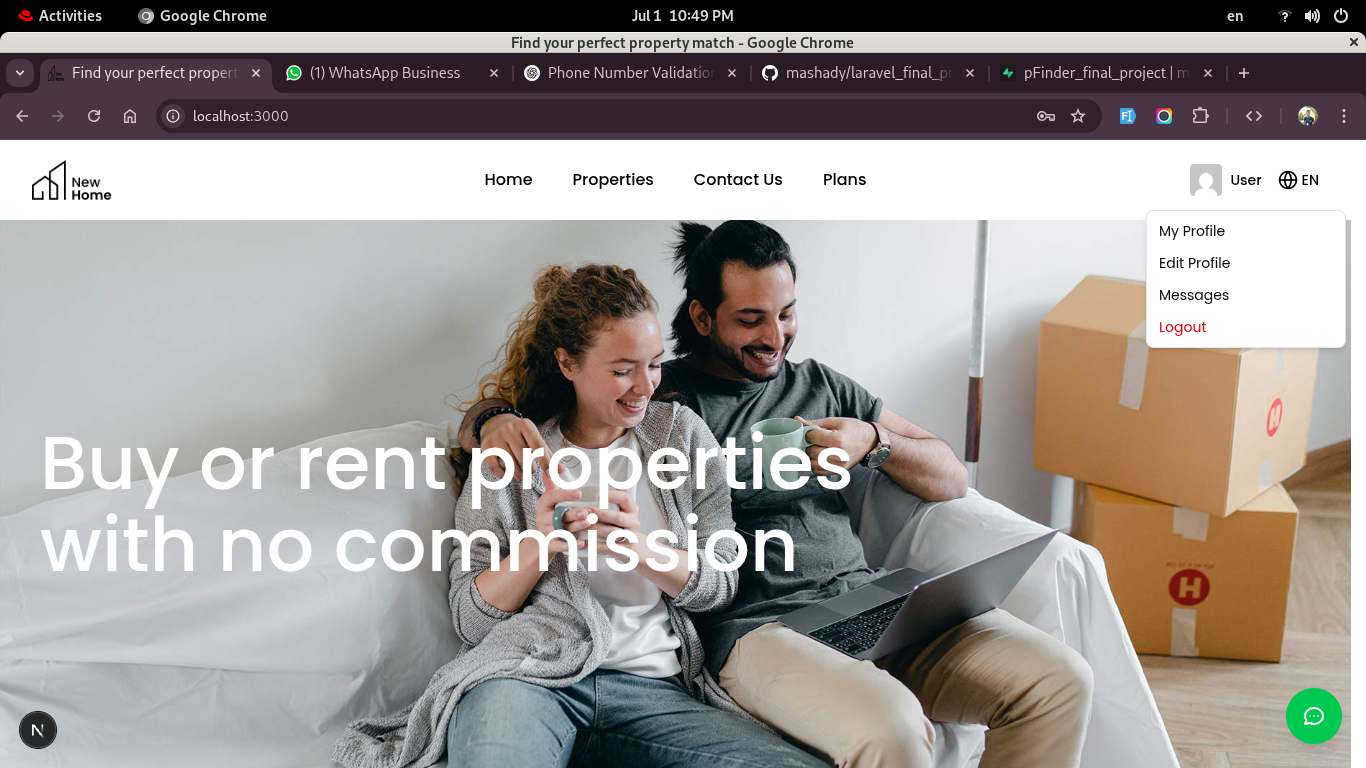 Activities
Google Chrome
Jul 1 10:49 PM
en
Find your perfect property match - Google Chrome
Find your perfect propert
(1) WhatsApp Business
Phone Number Validatio
mashady/laravel_final_p
pFinder_final_project | m
localhost:3000
New
Home
Home
Properties
Contact Us
Plans
User
EN
My Profile
Edit Profile
Messages
Logout
Buy or rent properties
with no commission
H
H
N